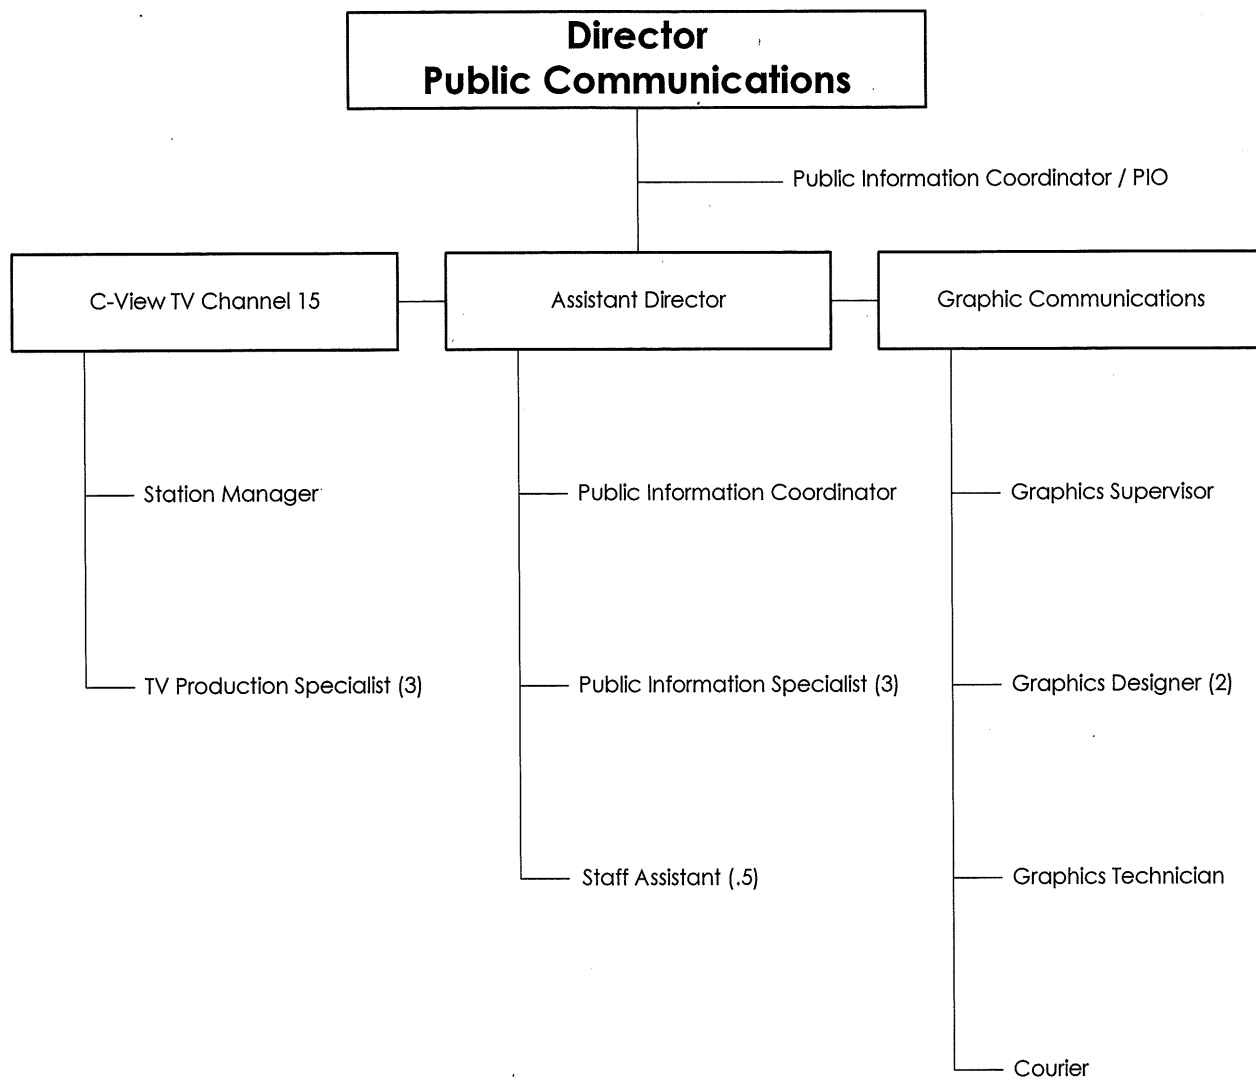 Director
Public Communications
Public Information Coordinator / PIO
C-View TV Channel 15
Assistant Director
Graphic Communications
Station Manager
Public Information Coordinator
Graphics Supervisor
TV Production Specialist (3)
Public Information Specialist (3)
Graphics Designer (2)
Staff Assistant (.5)
Graphics Technician
Courier